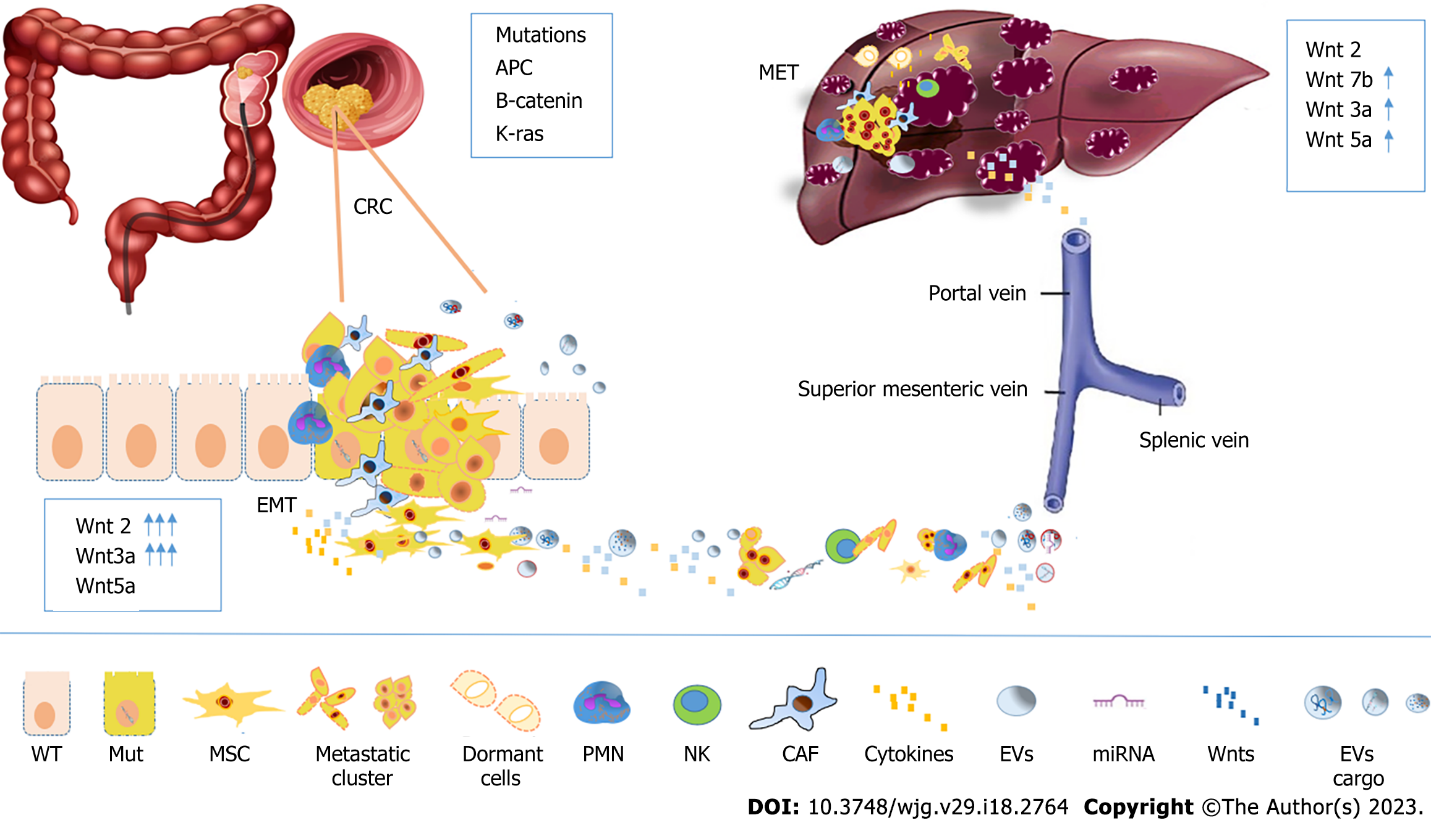 Mutations
APC
B-catenin
K-ras
MET
Wnt 2
Wnt 7b ↑
Wnt 3a ↑
Wnt 5a ↑
CRC
Portal vein
Superior mesenteric vein
Splenic vein
EMT
Wnt 2 ↑↑↑
Wnt3a ↑↑↑
Wnt5a
WT
Mut
MSC
Metastatic
cluster
Dormant
cells
PMN
NK
CAF
Cytokines
EVs
miRNA
Wnts
EVs
cargo
DOI: 10.3748/wjg.v29.i18.2764 Copyright ©The Author(s) 2023.